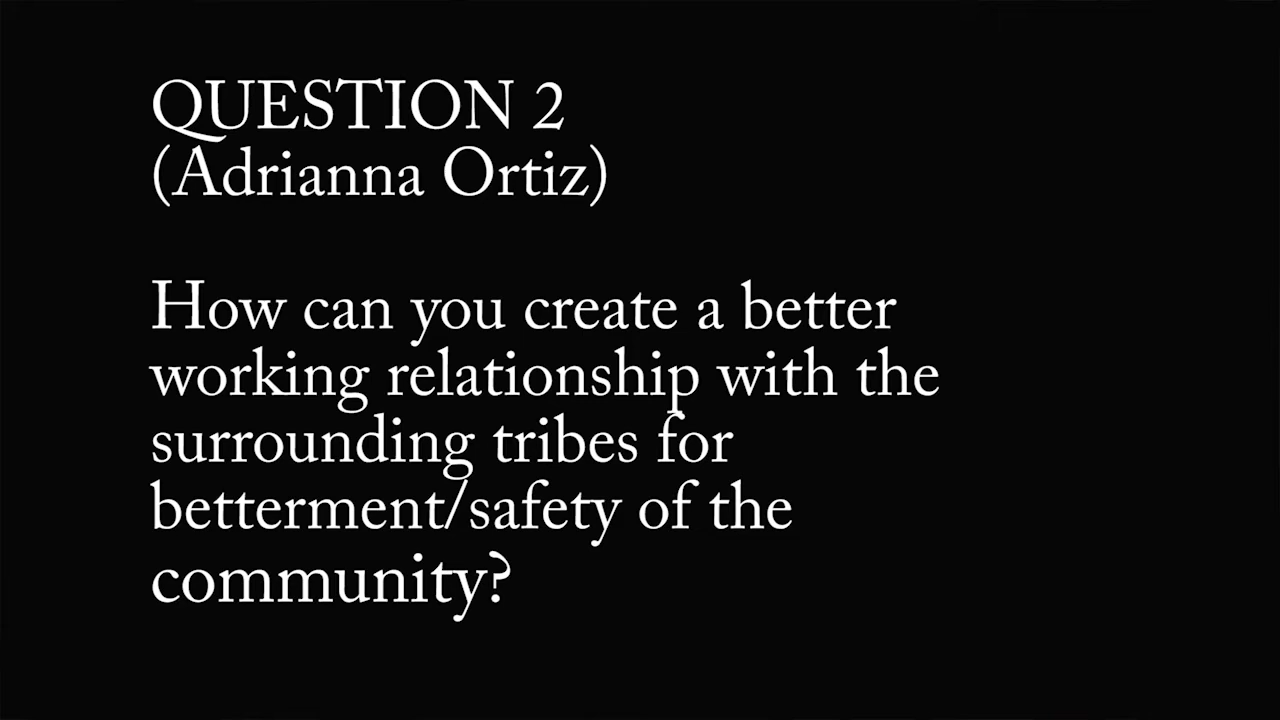 QUESTION 2
(Adrianna Ortiz)
How can you create a better
working relationship with the
surrounding tribes for
betterment/safety of the
community?